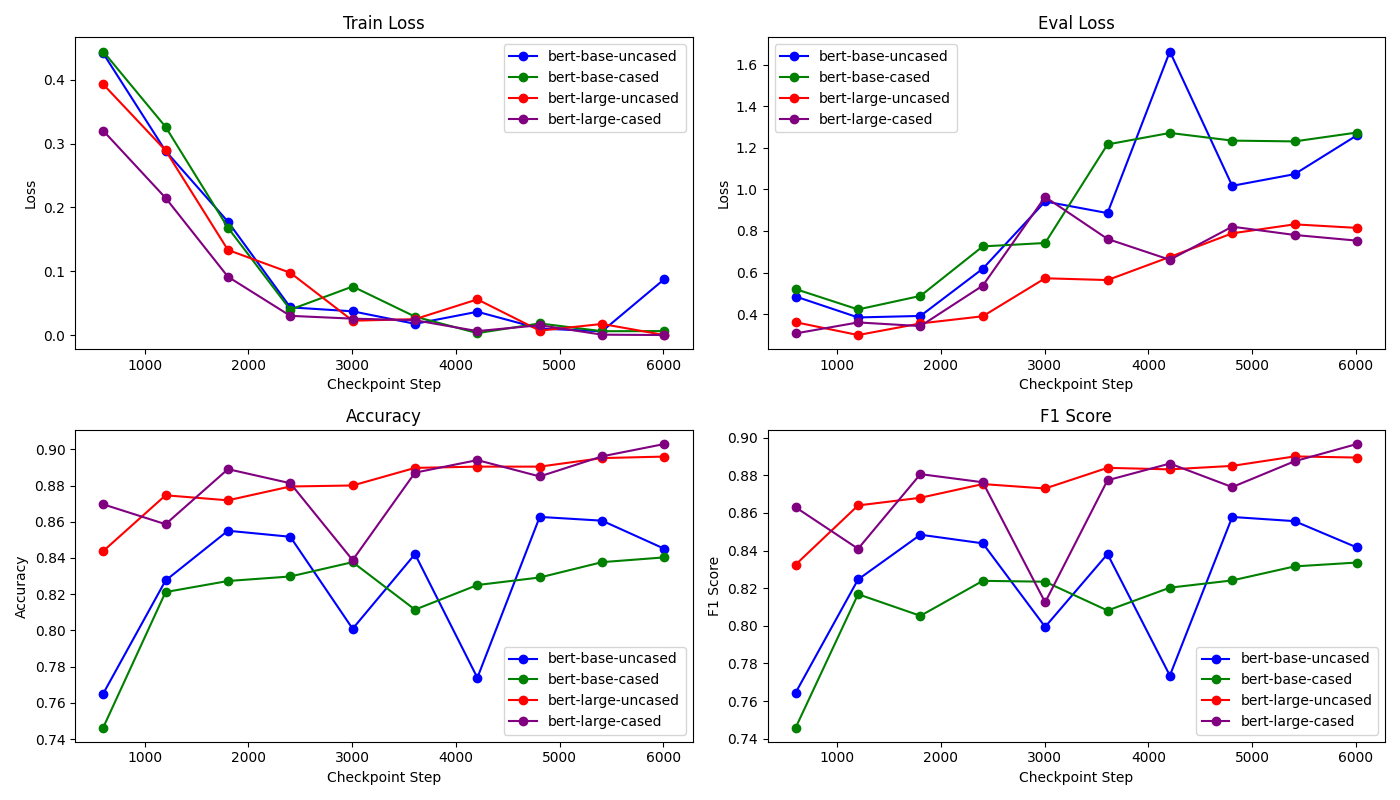 Train Loss
Loss
0.4
0.3
0.2
0.1
0.0
bert-base-uncased
bert-base-cased
bert-large-uncased
bert-large-cased
1000 2000 3000 4000 5000 6000
Checkpoint Step
Eval Loss
Loss
1.6
1.4
1.2
1.0
0.8
0.6
0.4
bert-base-uncased
bert-base-cased
bert-large-uncased
bert-large-cased
1000 2000 3000 4000 5000 6000
Checkpoint Step
Accuracy
Accuracy
0.90
0.88
0.86
0.84
0.82
0.80
0.78
0.76
0.74
bert-base-uncased
bert-base-cased
bert-large-uncased
bert-large-cased
1000 2000 3000 4000 5000 6000
Checkpoint Step
F1 Score
F1 Score
0.90
0.88
0.86
0.84
0.82
0.80
0.78
0.76
0.74
bert-base-uncased
bert-base-cased
bert-large-uncased
bert-large-cased
1000 2000 3000 4000 5000 6000
Checkpoint Step